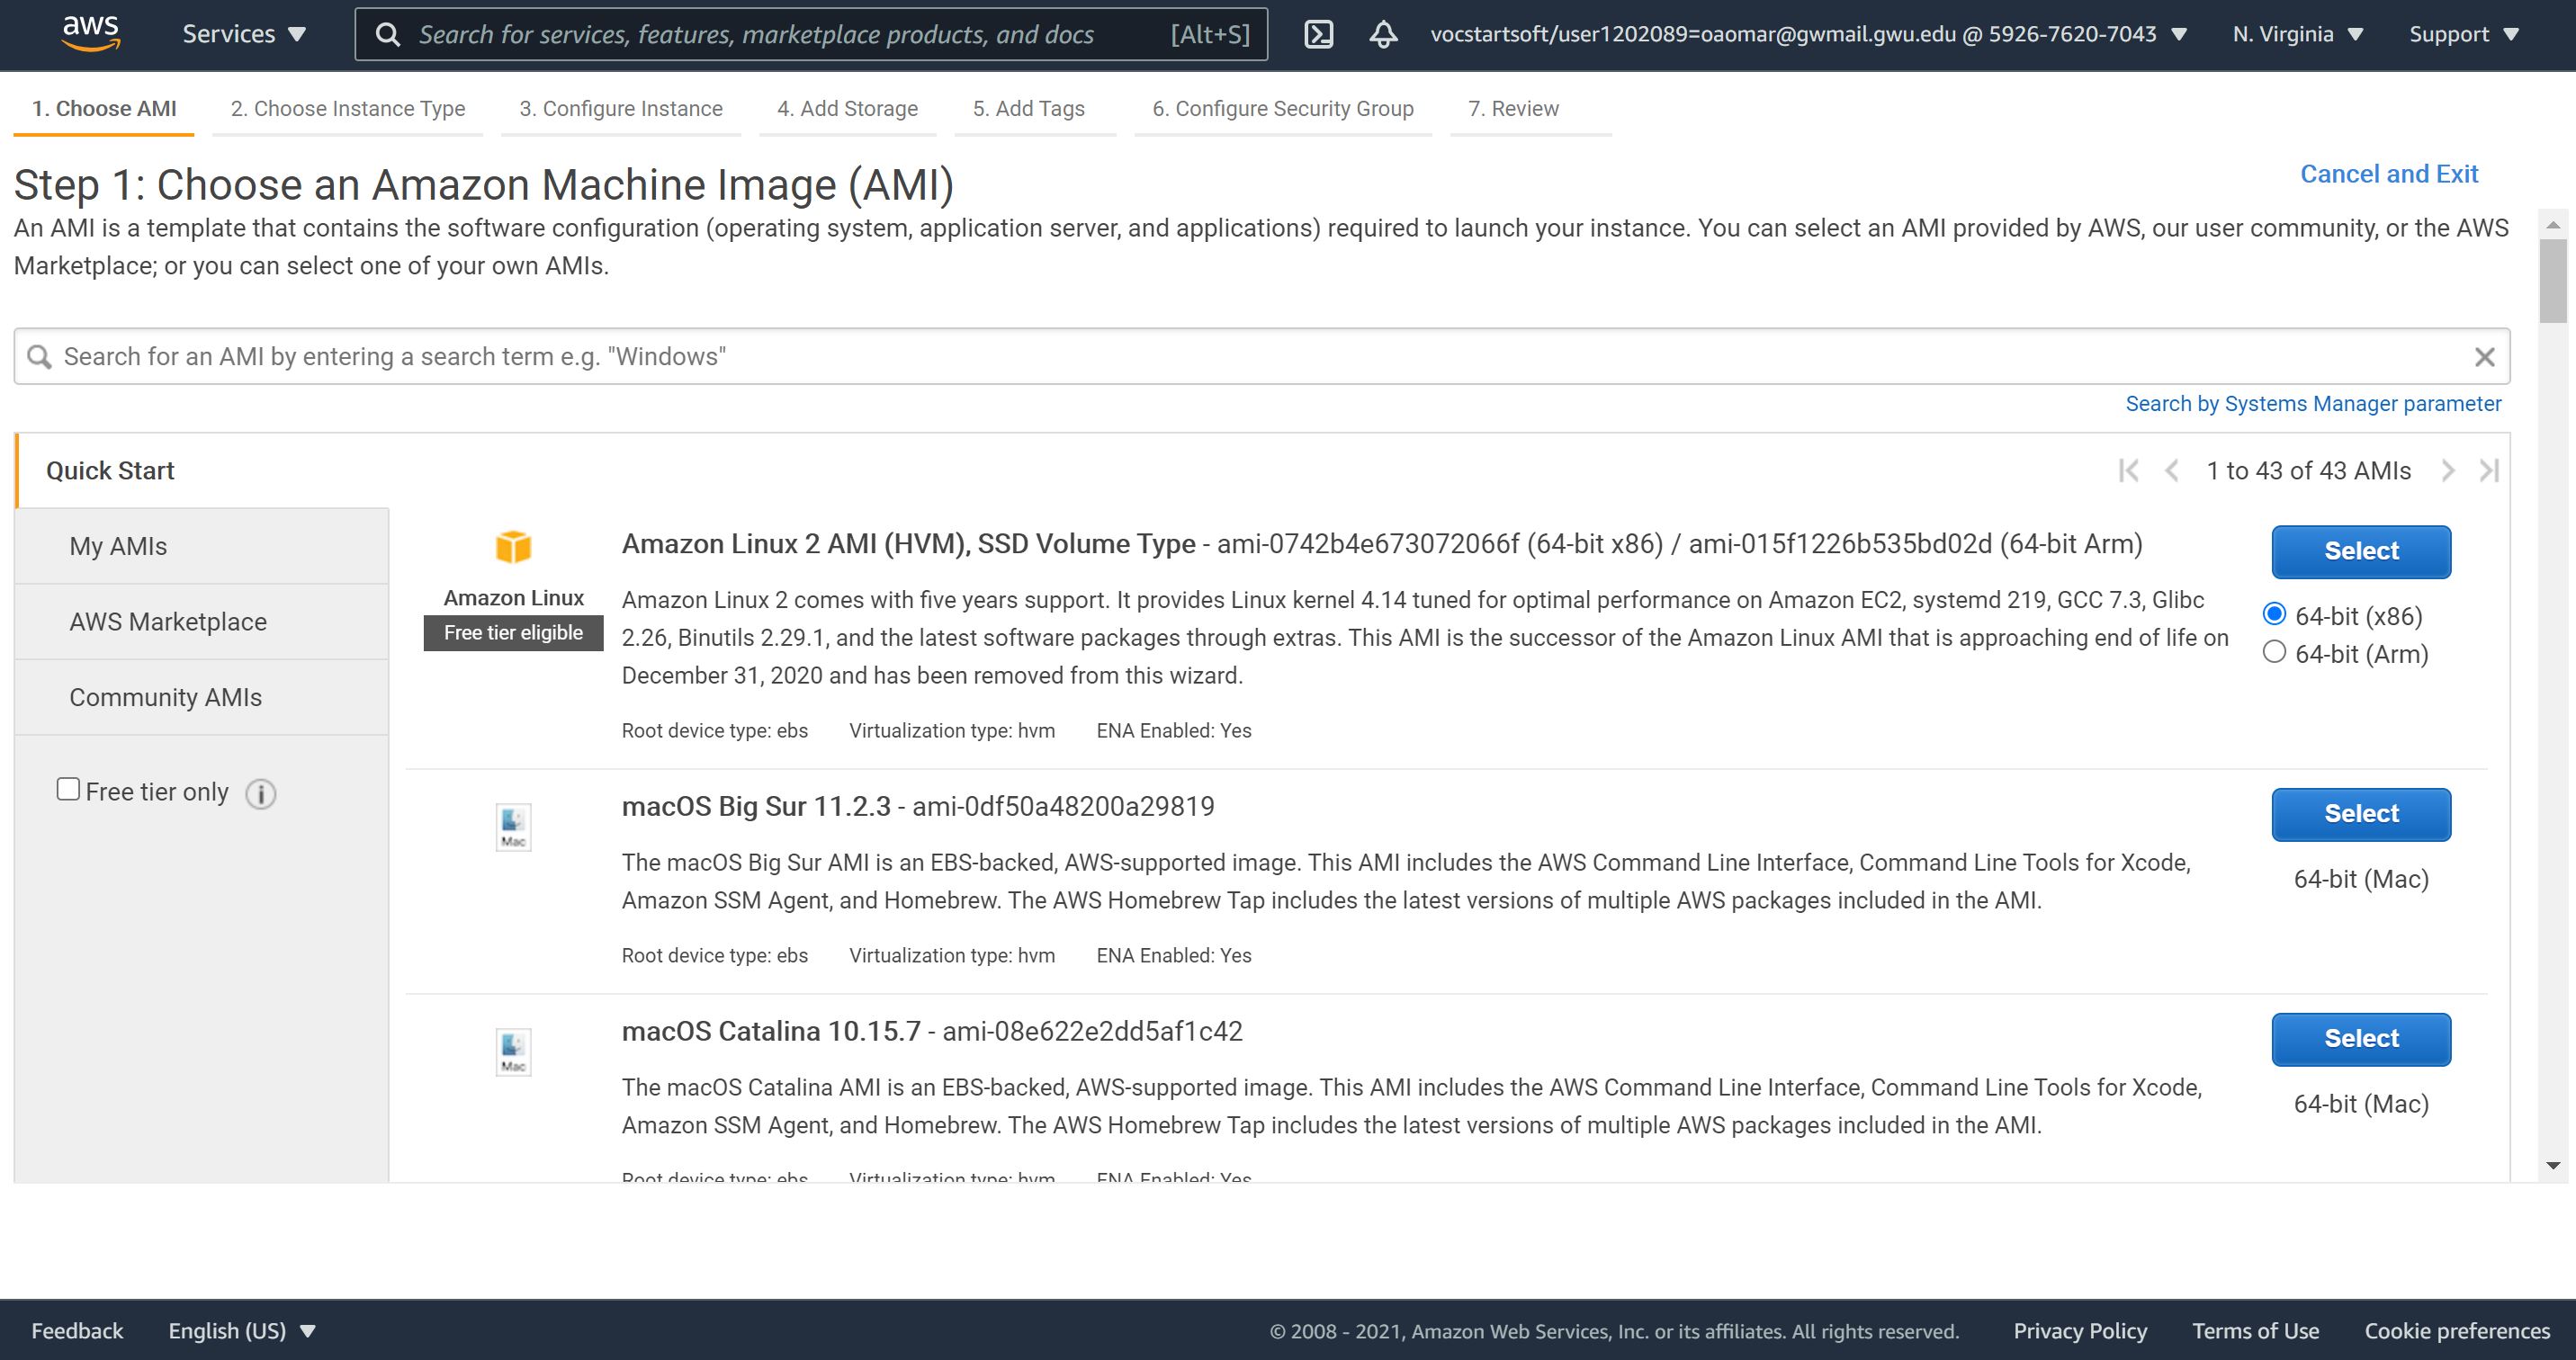 aws
Services
Search for services, features, marketplace products, and docs [Alt+S]
vocstartsoft/user1202089=oaomar@gwmail.gwu.edu @ 5926-7620-7043
N. Virginia
Support
1. Choose AMI
2. Choose Instance Type
3. Configure Instance
4. Add Storage
5. Add Tags
6. Configure Security Group
7. Review
Step 1: Choose an Amazon Machine Image (AMI)
Cancel and Exit
An AMI is a template that contains the software configuration (operating system, application server, and applications) required to launch your instance. You can select an AMI provided by AWS, our user community, or the AWS
Marketplace; or you can select one of your own AMIs.
Search for an AMI by entering a search term e.g. "Windows"
Search by Systems Manager parameter
Quick Start
1 to 43 of 43 AMIs
My AMIs
AWS Marketplace
Community AMIs
Free tier only
Amazon Linux
Free tier eligible
Amazon Linux 2 AMI (HVM), SSD Volume Type - ami-0742b4e673072066f (64-bit x86) / ami-015f1226b535bd02d (64-bit Arm)
Amazon Linux 2 comes with five years support. It provides Linux kernel 4.14 tuned for optimal performance on Amazon EC2, systemd 219, GCC 7.3, Glibc
2.26, Binutils 2.29.1, and the latest software packages through extras. This AMI is the successor of the Amazon Linux AMI that is approaching end of life on
December 31, 2020 and has been removed from this wizard.
Root device type: ebs Virtualization type: hvm ENA Enabled: Yes
Select
64-bit (x86)
64-bit (Arm)
Mac
macOS Big Sur 11.2.3 - ami-0df50a48200a29819
The macOS Big Sur AMI is an EBS-backed, AWS-supported image. This AMI includes the AWS Command Line Interface, Command Line Tools for Xcode,
Amazon SSM Agent, and Homebrew. The AWS Homebrew Tap includes the latest versions of multiple AWS packages included in the AMI.
Root device type: ebs Virtualization type: hvm ENA Enabled: Yes
Select
64-bit (Mac)
Mac
macOS Catalina 10.15.7 - ami-08e622e2dd5af1c42
The macOS Catalina AMI is an EBS-backed, AWS-supported image. This AMI includes the AWS Command Line Interface, Command Line Tools for Xcode,
Amazon SSM Agent, and Homebrew. The AWS Homebrew Tap includes the latest versions of multiple AWS packages included in the AMI.
Root device type: ebs Virtualization type: hvm ENA Enabled: Yes
Select
64-bit (Mac)
Feedback
English (US)
© 2008 - 2021, Amazon Web Services, Inc. or its affiliates. All rights reserved.
Privacy Policy
Terms of Use
Cookie preferences